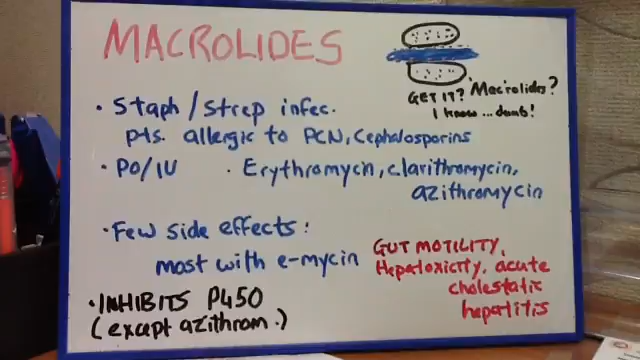 MACROLIDES
GET IT? "Macrolides?
I know...dumb!
• Staph/Strep infec.
pts. allergic to PCN, Cephalosporins
• PO/IV • Erythromycin, clarithromycin,
azithromycin
• Few side effects:
most with e-mycin
GUT MOTILITY,
Hepatoxicity, acute
cholestatic
hepatitis
• INHIBITS P450
(except azithrom.)